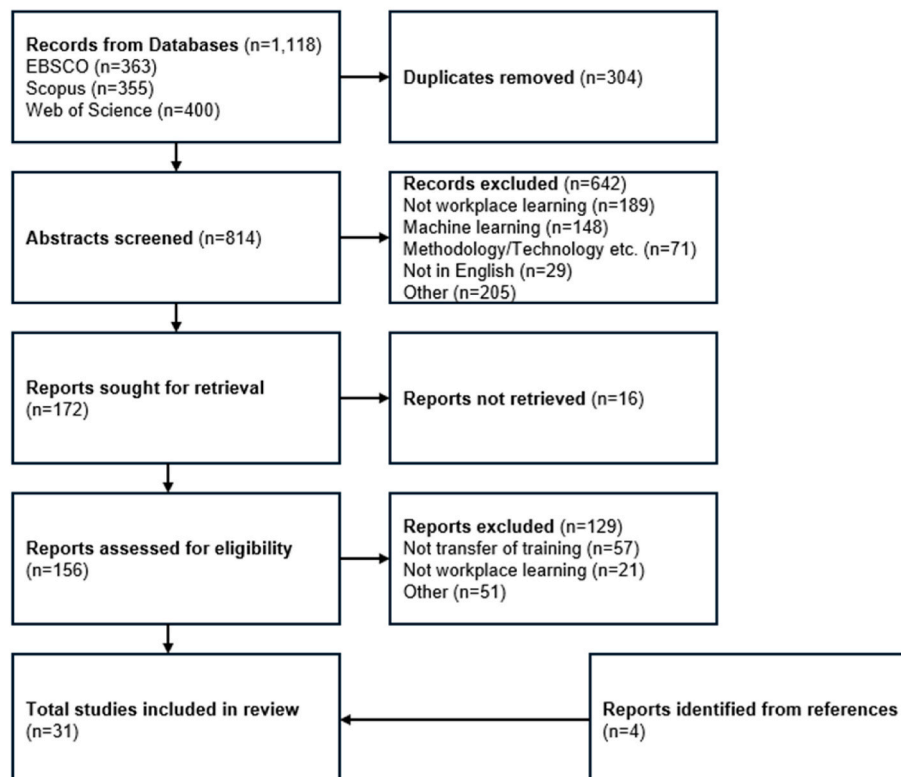 Records from Databases (n=1,118)
EBSCO (n=363)
Scopus (n=355)
Web of Science (n=400)
Duplicates removed (n=304)
Abstracts screened (n=814)
Records excluded (n=642)
Not workplace learning (n=189)
Machine learning (n=148)
Methodology/Technology etc. (n=71)
Not in English (n=29)
Other (n=205)
Reports sought for retrieval
(n=172)
Reports not retrieved (n=16)
Reports assessed for eligibility
(n=156)
Reports excluded (n=129)
Not transfer of training (n=57)
Not workplace learning (n=21)
Other (n=51)
Total studies included in review
(n=31)
Reports identified from references
(n=4)